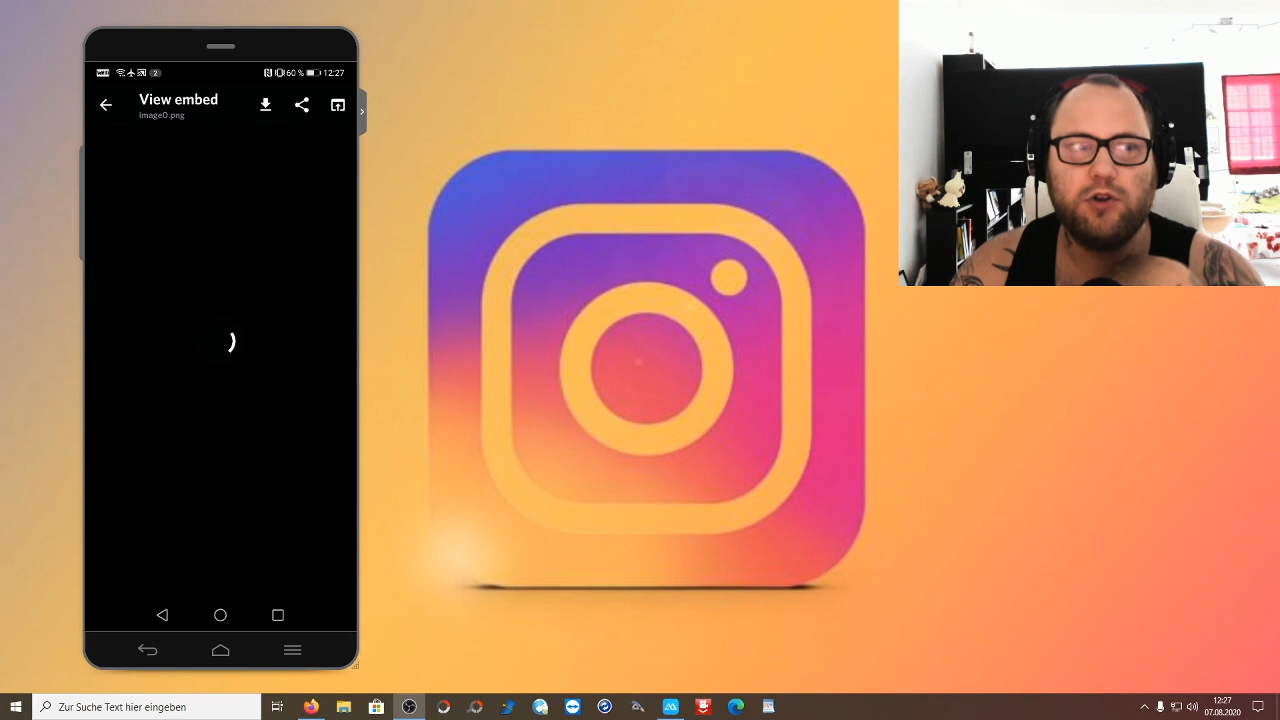 60 % 12:27
View embed
image0.png
Zur Suche Text hier eingeben
12:27
07.08.2020